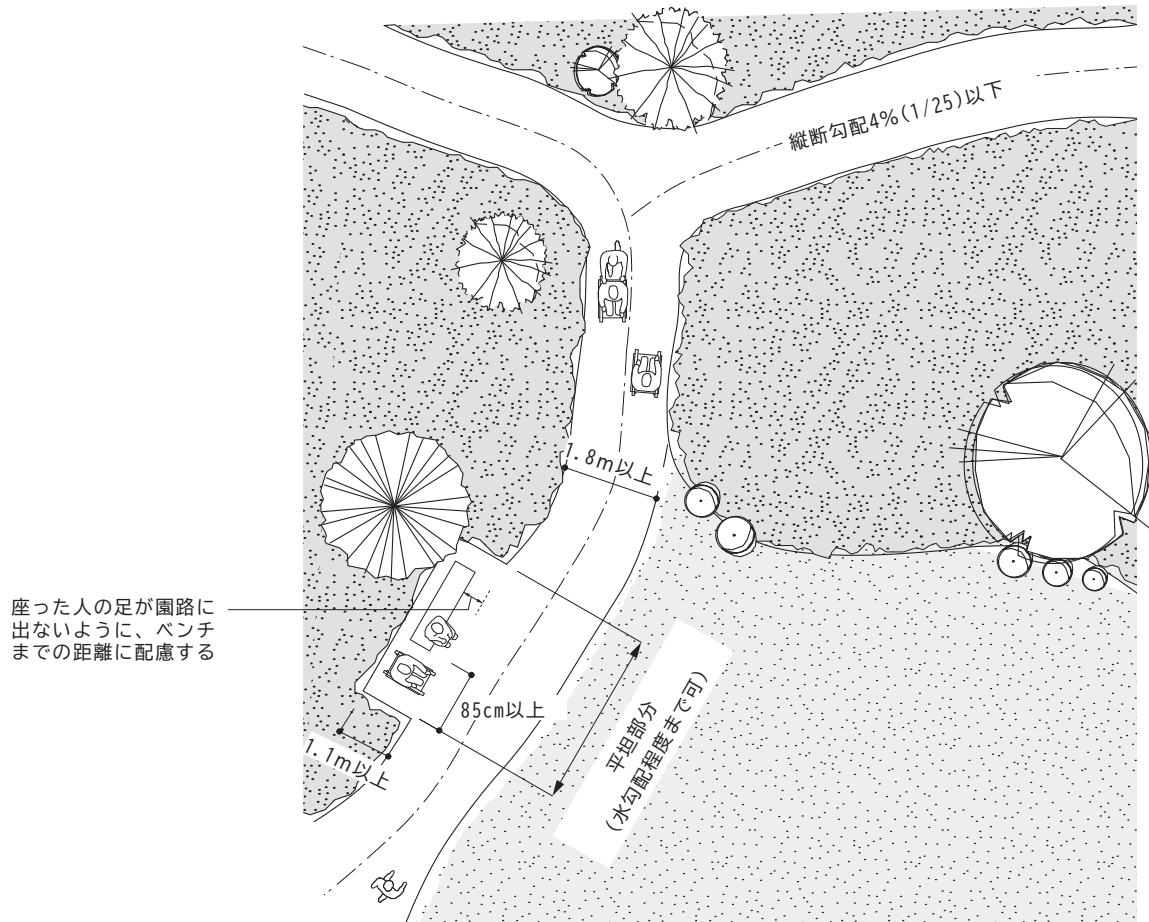 縦断勾配4%(1/25)以下
1.8m以上
座った人の足が園路に
出ないように、ベンチ
までの距離に配慮する
85cm以上
1.1m以上
平坦部分
(水勾配程度まで可)